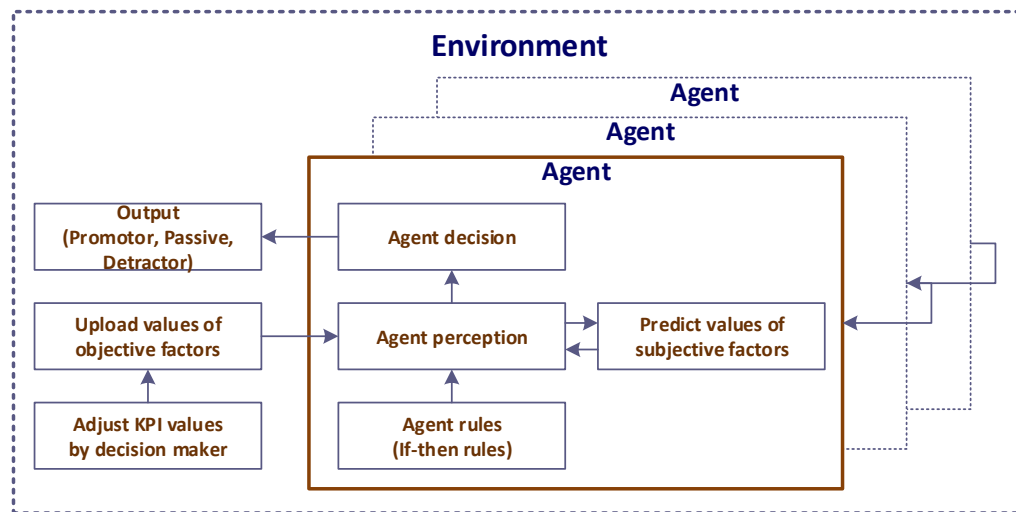 Environment
Agent
Agent
Agent
Output
(Promotor, Passive,
Detractor)
Agent decision
Upload values of
objective factors
Agent perception
Predict values of
subjective factors
Adjust KPI values
by decision maker
Agent rules
(If-then rules)